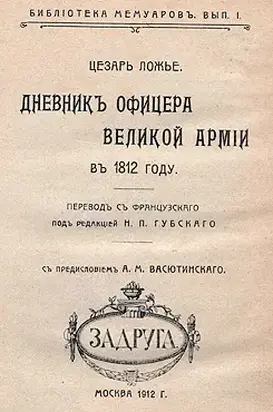 БИБЛІОТЕКА МЕМУАРОВЪ. ВЫП. I.
ЦЕЗАРЬ ЛОЖЬЕ.
ДНЕВНИКЪ ОФИЦЕРА
ВЕЛИКОЙ АРМІИ
ВЪ 1812 ГОДУ.
ПЕРЕВОДЪ СЪ ФРАНЦУЗСКАГО
ПОДЪ РЕДАКЦІЕЙ Н. П. ГУБСКАГО
СЪ ПРЕДИСЛОВІЕМЪ А. М. ВАСЮТИНСКАГО.
ЗАДРУГА
МОСКВА 1912 Г.